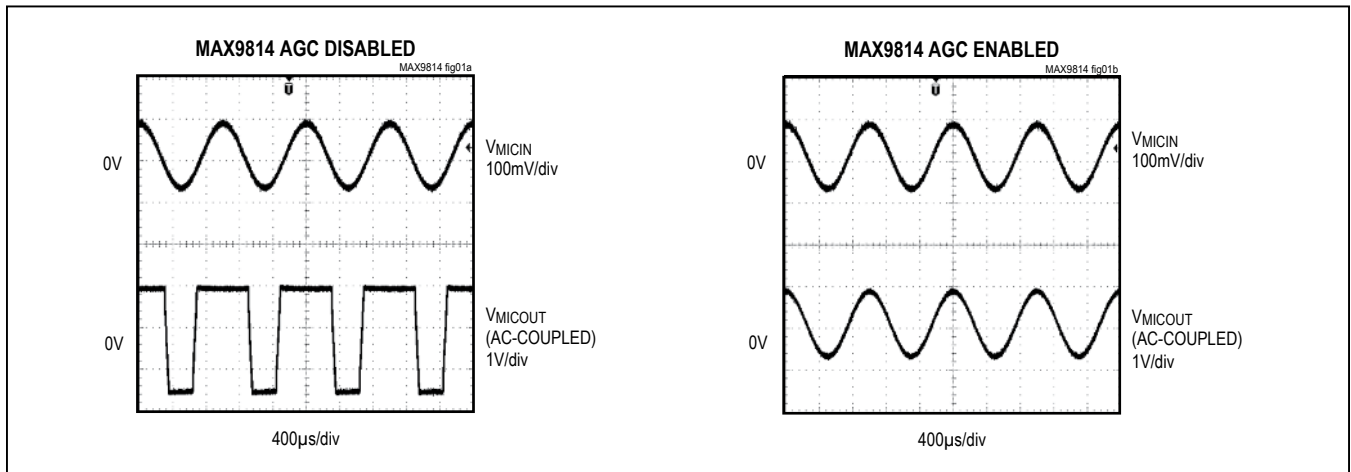 MAX9814 AGC DISABLED
MAX9814 fig01a
0V
VMICIN
100mV/div
0V
VMICOUT
(AC-COUPLED)
1V/div
400µs/div
MAX9814 AGC ENABLED
MAX9814 fig01b
0V
VMICIN
100mV/div
0V
VMICOUT
(AC-COUPLED)
1V/div
400µs/div